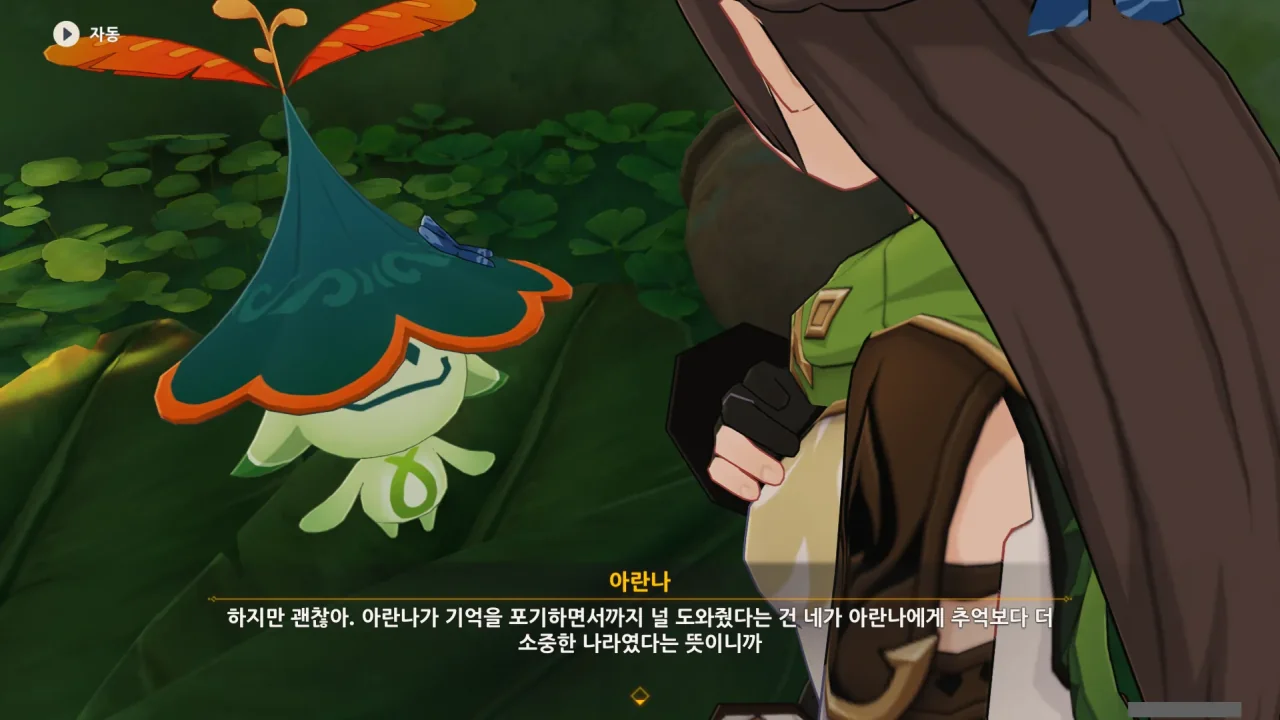 자동
아란나
하지만 괜찮아. 아란나가 기억을 포기하면서까지 널 도와줬다는 건 네가 아란나에게 추억보다 더
소중한 나라였다는 뜻이니까